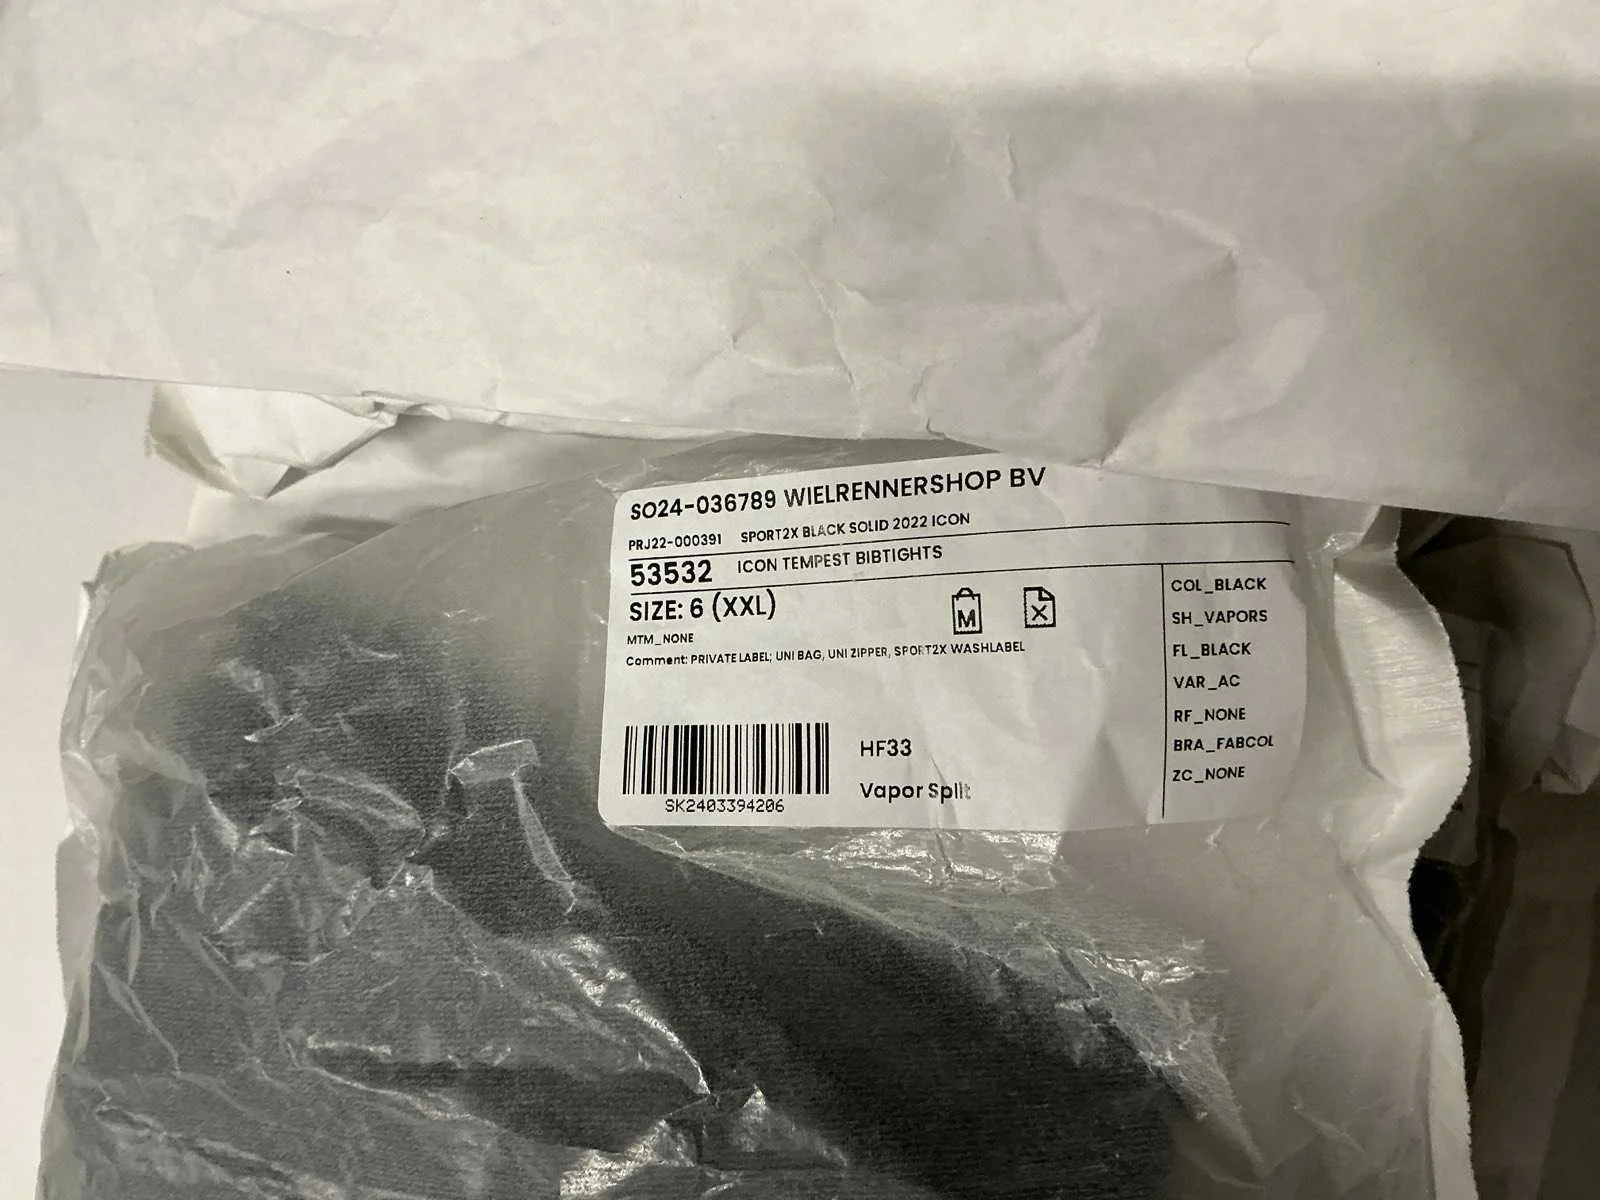 SO24-036789 WIELRENNERSHOP BV
PRJ22-000391 SPORT2X BLACK SOLID 2022 ICON
53532 ICON TEMPEST BIBTIGHTS
SIZE: 6 (XXL)
M
X
MTM_NONE
Comment: PRIVATE LABEL; UNI BAG, UNI ZIPPER, SPORT2X WASHLABEL
COL_BLACK
SH_VAPORS
FL_BLACK
VAR_AC
RF_NONE
BRA_FABCOL
ZC_NONE
HF33
Vapor Split
SK2403394206